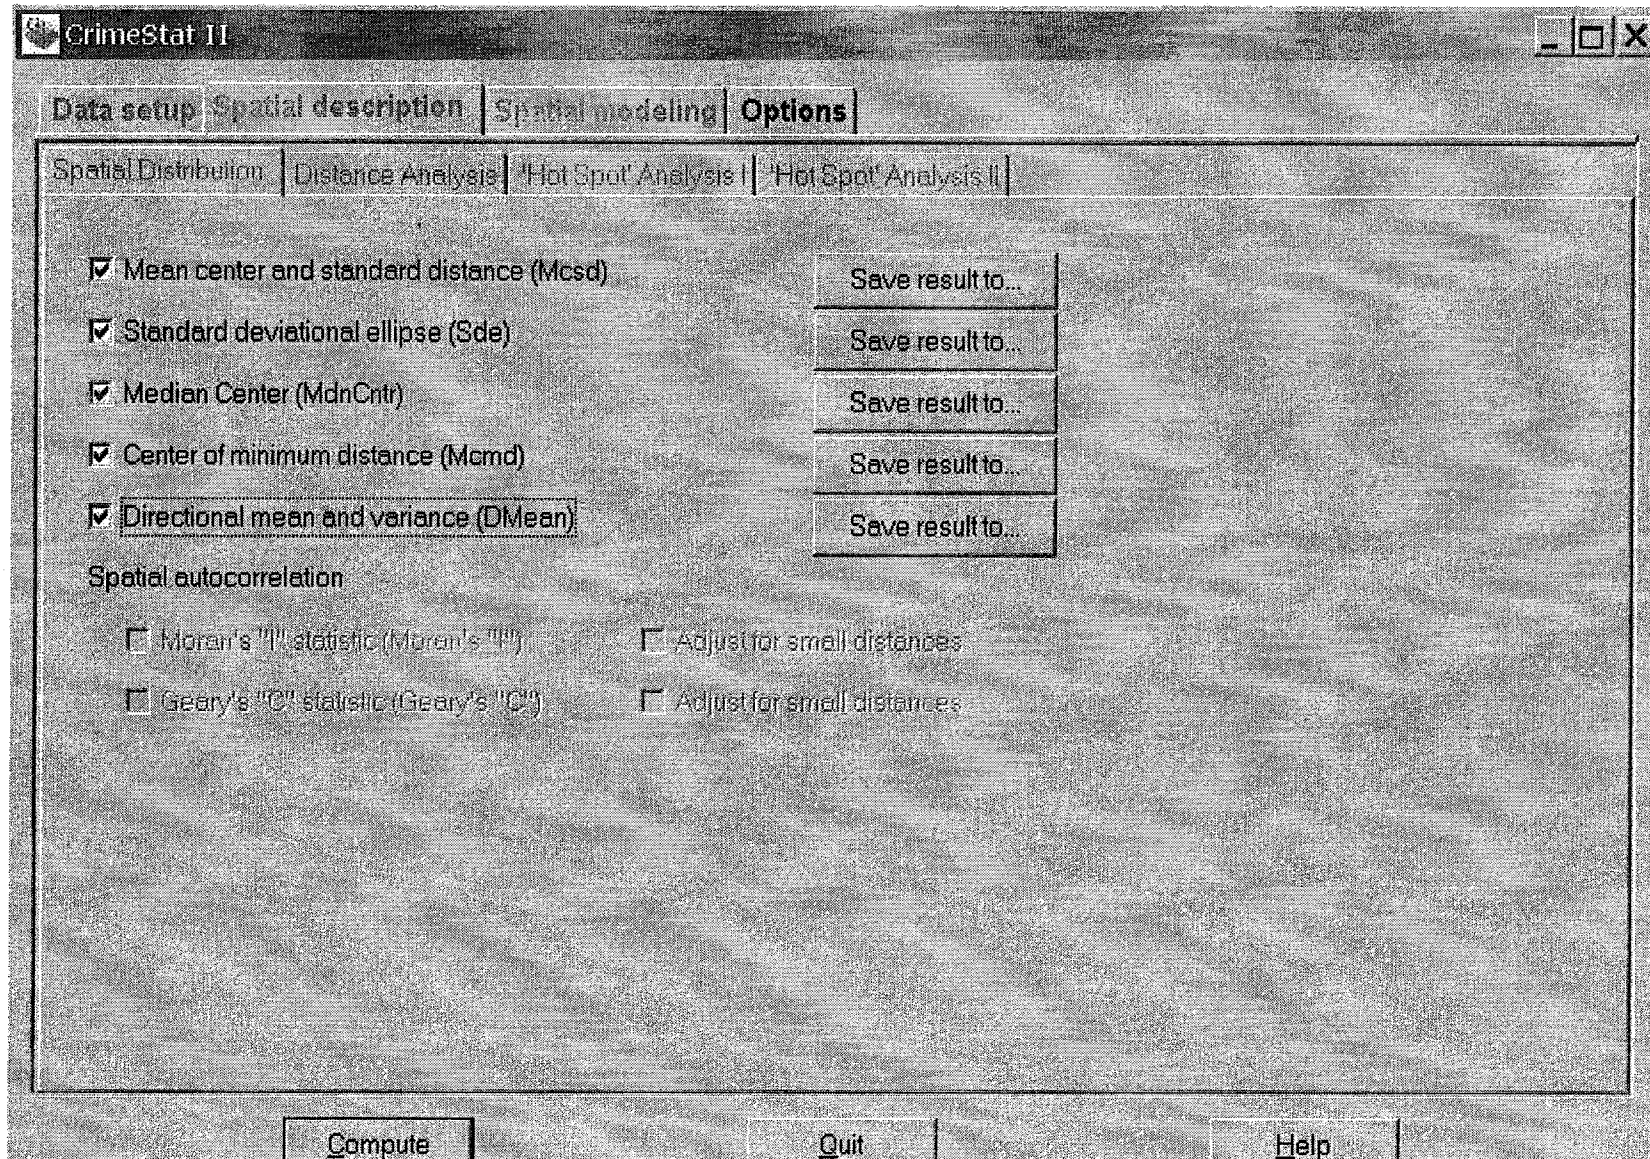 CrimeStat II
Data setup Spatial description Spatial modeling Options
Spatial Distribution Distance Analysis 'Hot Spot' Analysis I 'Hot Spot' Analysis II
Mean center and standard distance (Mcsd) Save result to...
Standard deviational ellipse (Sde) Save result to...
Median Center (MdnCntr) Save result to...
Center of minimum distance (Mcmd) Save result to...
Directional mean and variance (DMean) Save result to...
Spatial autocorrelation
Moran's "I" statistic (Moran's "I") Adjust for small distances
Geary's "C" statistic (Geary's "C") Adjust for small distances
Compute Quit Help